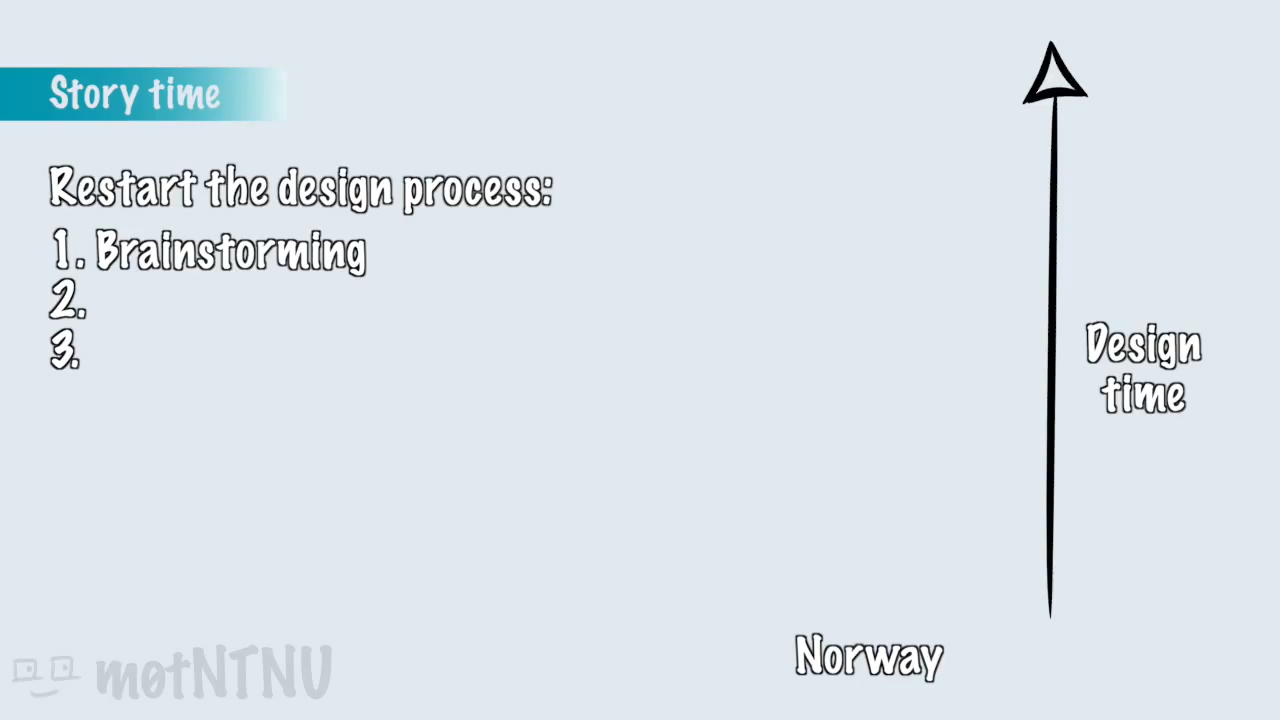 Story time
Restart the design process:
1. Brainstorming
2.
3.
Design
time
Norway
motNTNU